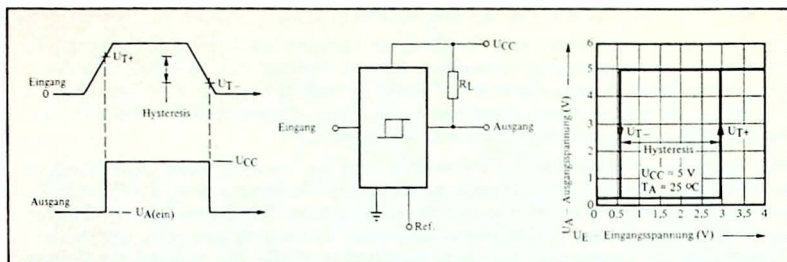 UT+
Eingang
0
UT–
Hysteresis
UCC
Ausgang
UA(ein)
UCC
RL
Eingang
Ausgang
Ref.
UA – Ausgangsspannung (V)
6
5
4
3
2
1
0
UT–
UT+
Hysteresis
UCC = 5 V
TA = 25 °C
0 0.5 1 1.5 2 2.5 3 3.5 4
UE – Eingangsspannung (V)